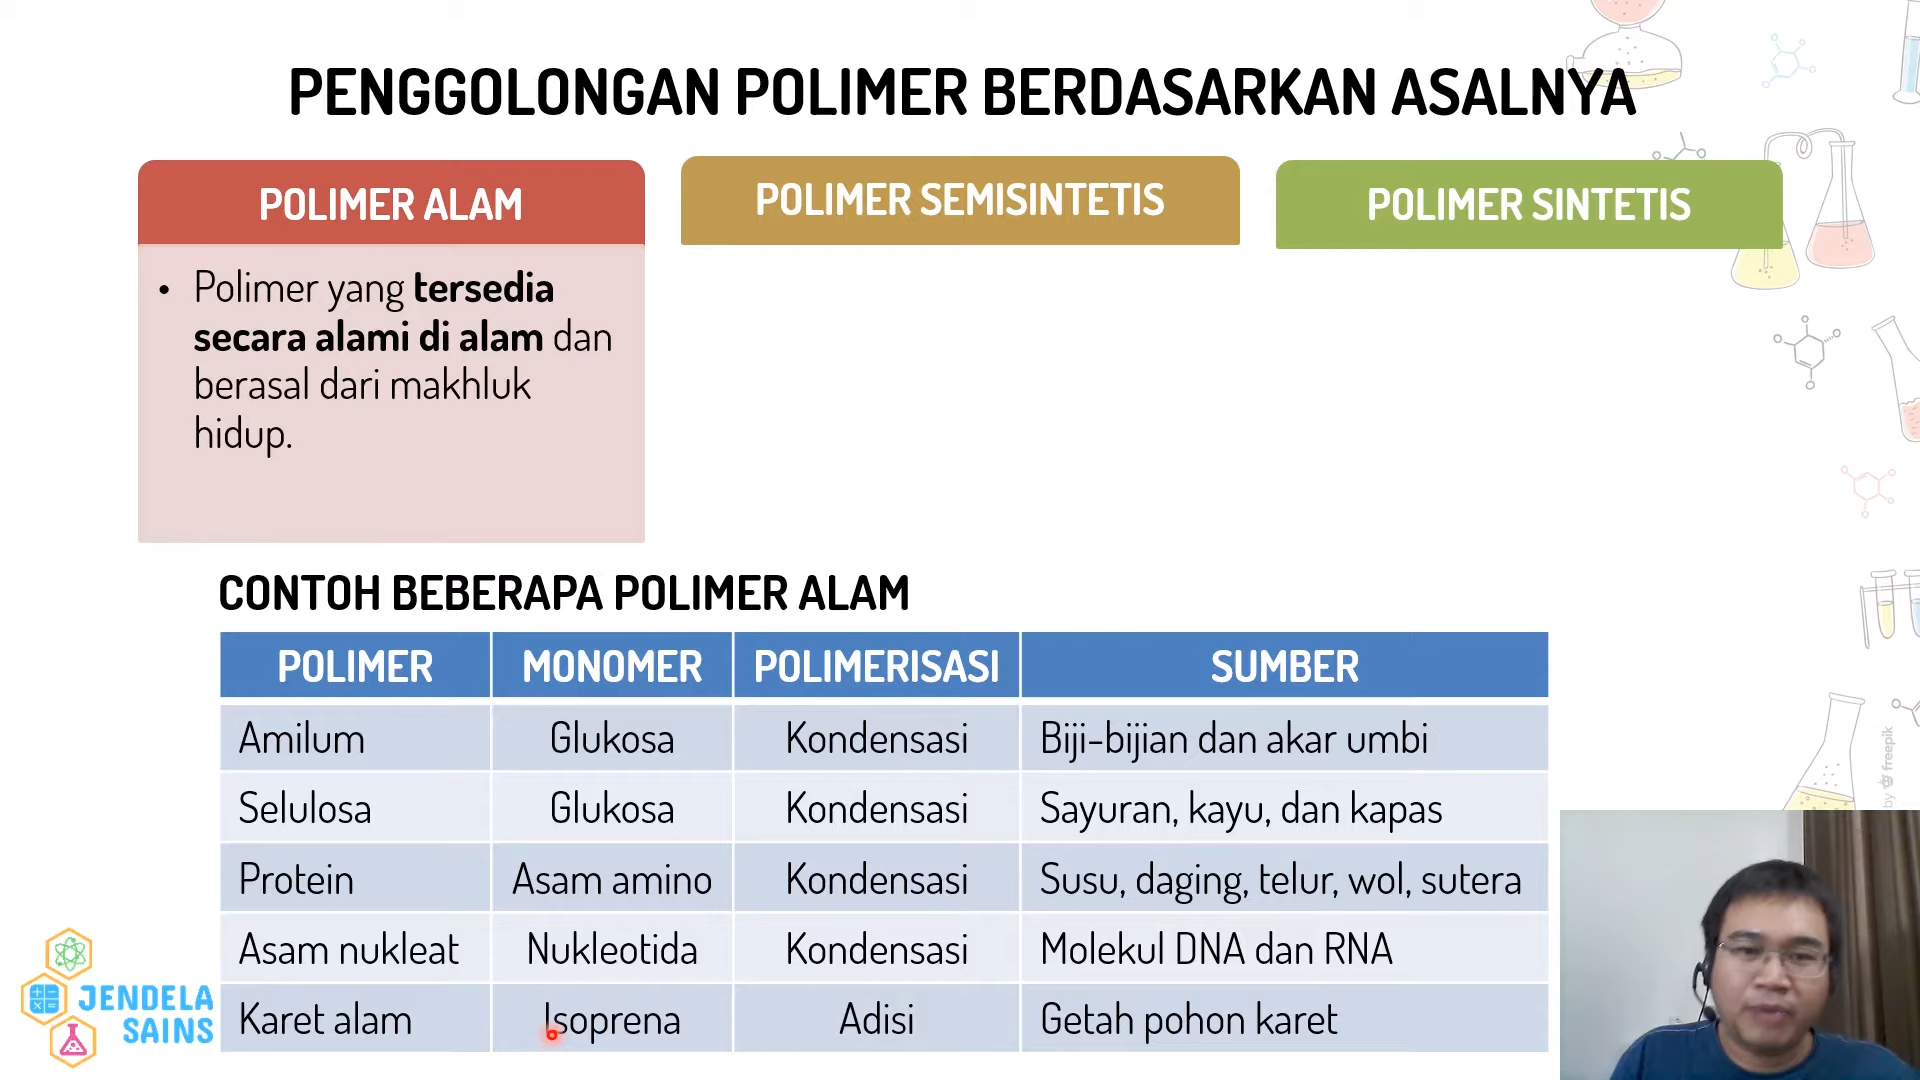 PENGGOLONGAN POLIMER BERDASARKAN ASALNYA
POLIMER ALAM
POLIMER SEMISINTETIS
POLIMER SINTETIS
• Polimer yang tersedia
secara alami di alam dan
berasal dari makhluk
hidup.
CONTOH BEBERAPA POLIMER ALAM
POLIMER MONOMER POLIMERISASI SUMBER
Amilum Glukosa Kondensasi Biji-bijian dan akar umbi
Selulosa Glukosa Kondensasi Sayuran, kayu, dan kapas
Protein Asam amino Kondensasi Susu, daging, telur, wol, sutera
Asam nukleat Nukleotida Kondensasi Molekul DNA dan RNA
Karet alam Isoprena Adisi Getah pohon karet
JENDELA
SAINS
by freepik